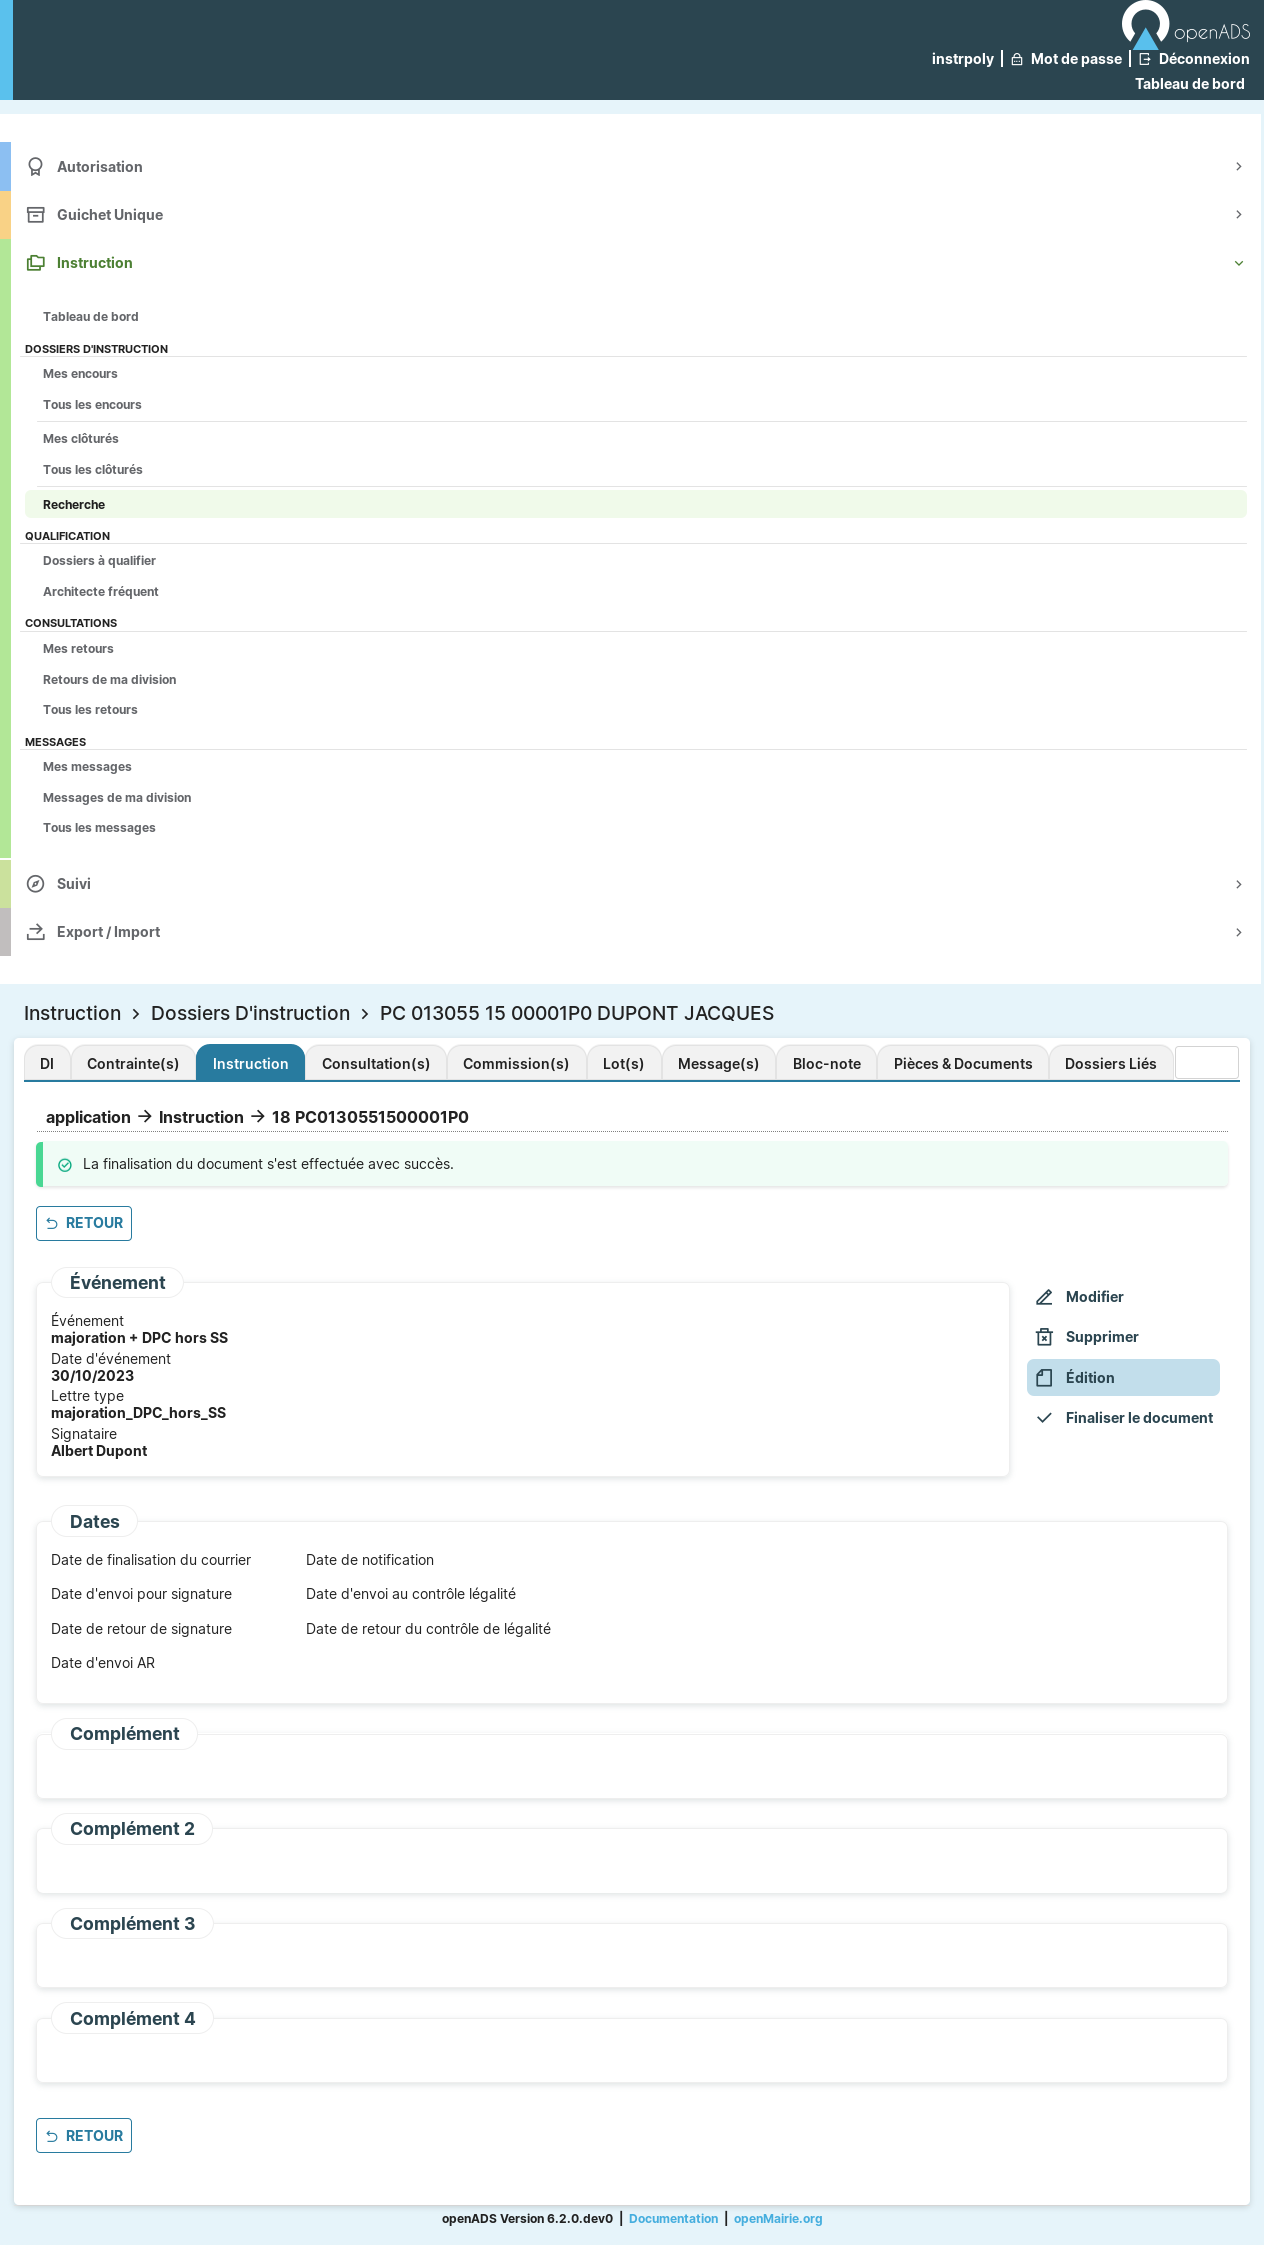 openADS
instrpoly | Mot de passe | Déconnexion
Tableau de bord
Autorisation
Guichet Unique
Instruction
Tableau de bord
DOSSIERS D'INSTRUCTION
Mes encours
Tous les encours
Mes clôturés
Tous les clôturés
Recherche
QUALIFICATION
Dossiers à qualifier
Architecte fréquent
CONSULTATIONS
Mes retours
Retours de ma division
Tous les retours
MESSAGES
Mes messages
Messages de ma division
Tous les messages
Suivi
Export / Import
Instruction > Dossiers D'instruction > PC 013055 15 00001P0 DUPONT JACQUES
DI Contrainte(s) Instruction Consultation(s) Commission(s) Lot(s) Message(s) Bloc-note Pièces & Documents Dossiers Liés
application → Instruction → 18 PC0130551500001P0
La finalisation du document s'est effectuée avec succès.
RETOUR
Événement
Événement
majoration + DPC hors SS
Date d'événement
30/10/2023
Lettre type
majoration_DPC_hors_SS
Signataire
Albert Dupont
Modifier
Supprimer
Édition
Finaliser le document
Dates
Date de finalisation du courrier Date de notification
Date d'envoi pour signature Date d'envoi au contrôle légalité
Date de retour de signature Date de retour du contrôle de légalité
Date d'envoi AR
Complément
Complément 2
Complément 3
Complément 4
RETOUR
openADS Version 6.2.0.dev0 | Documentation | openMairie.org